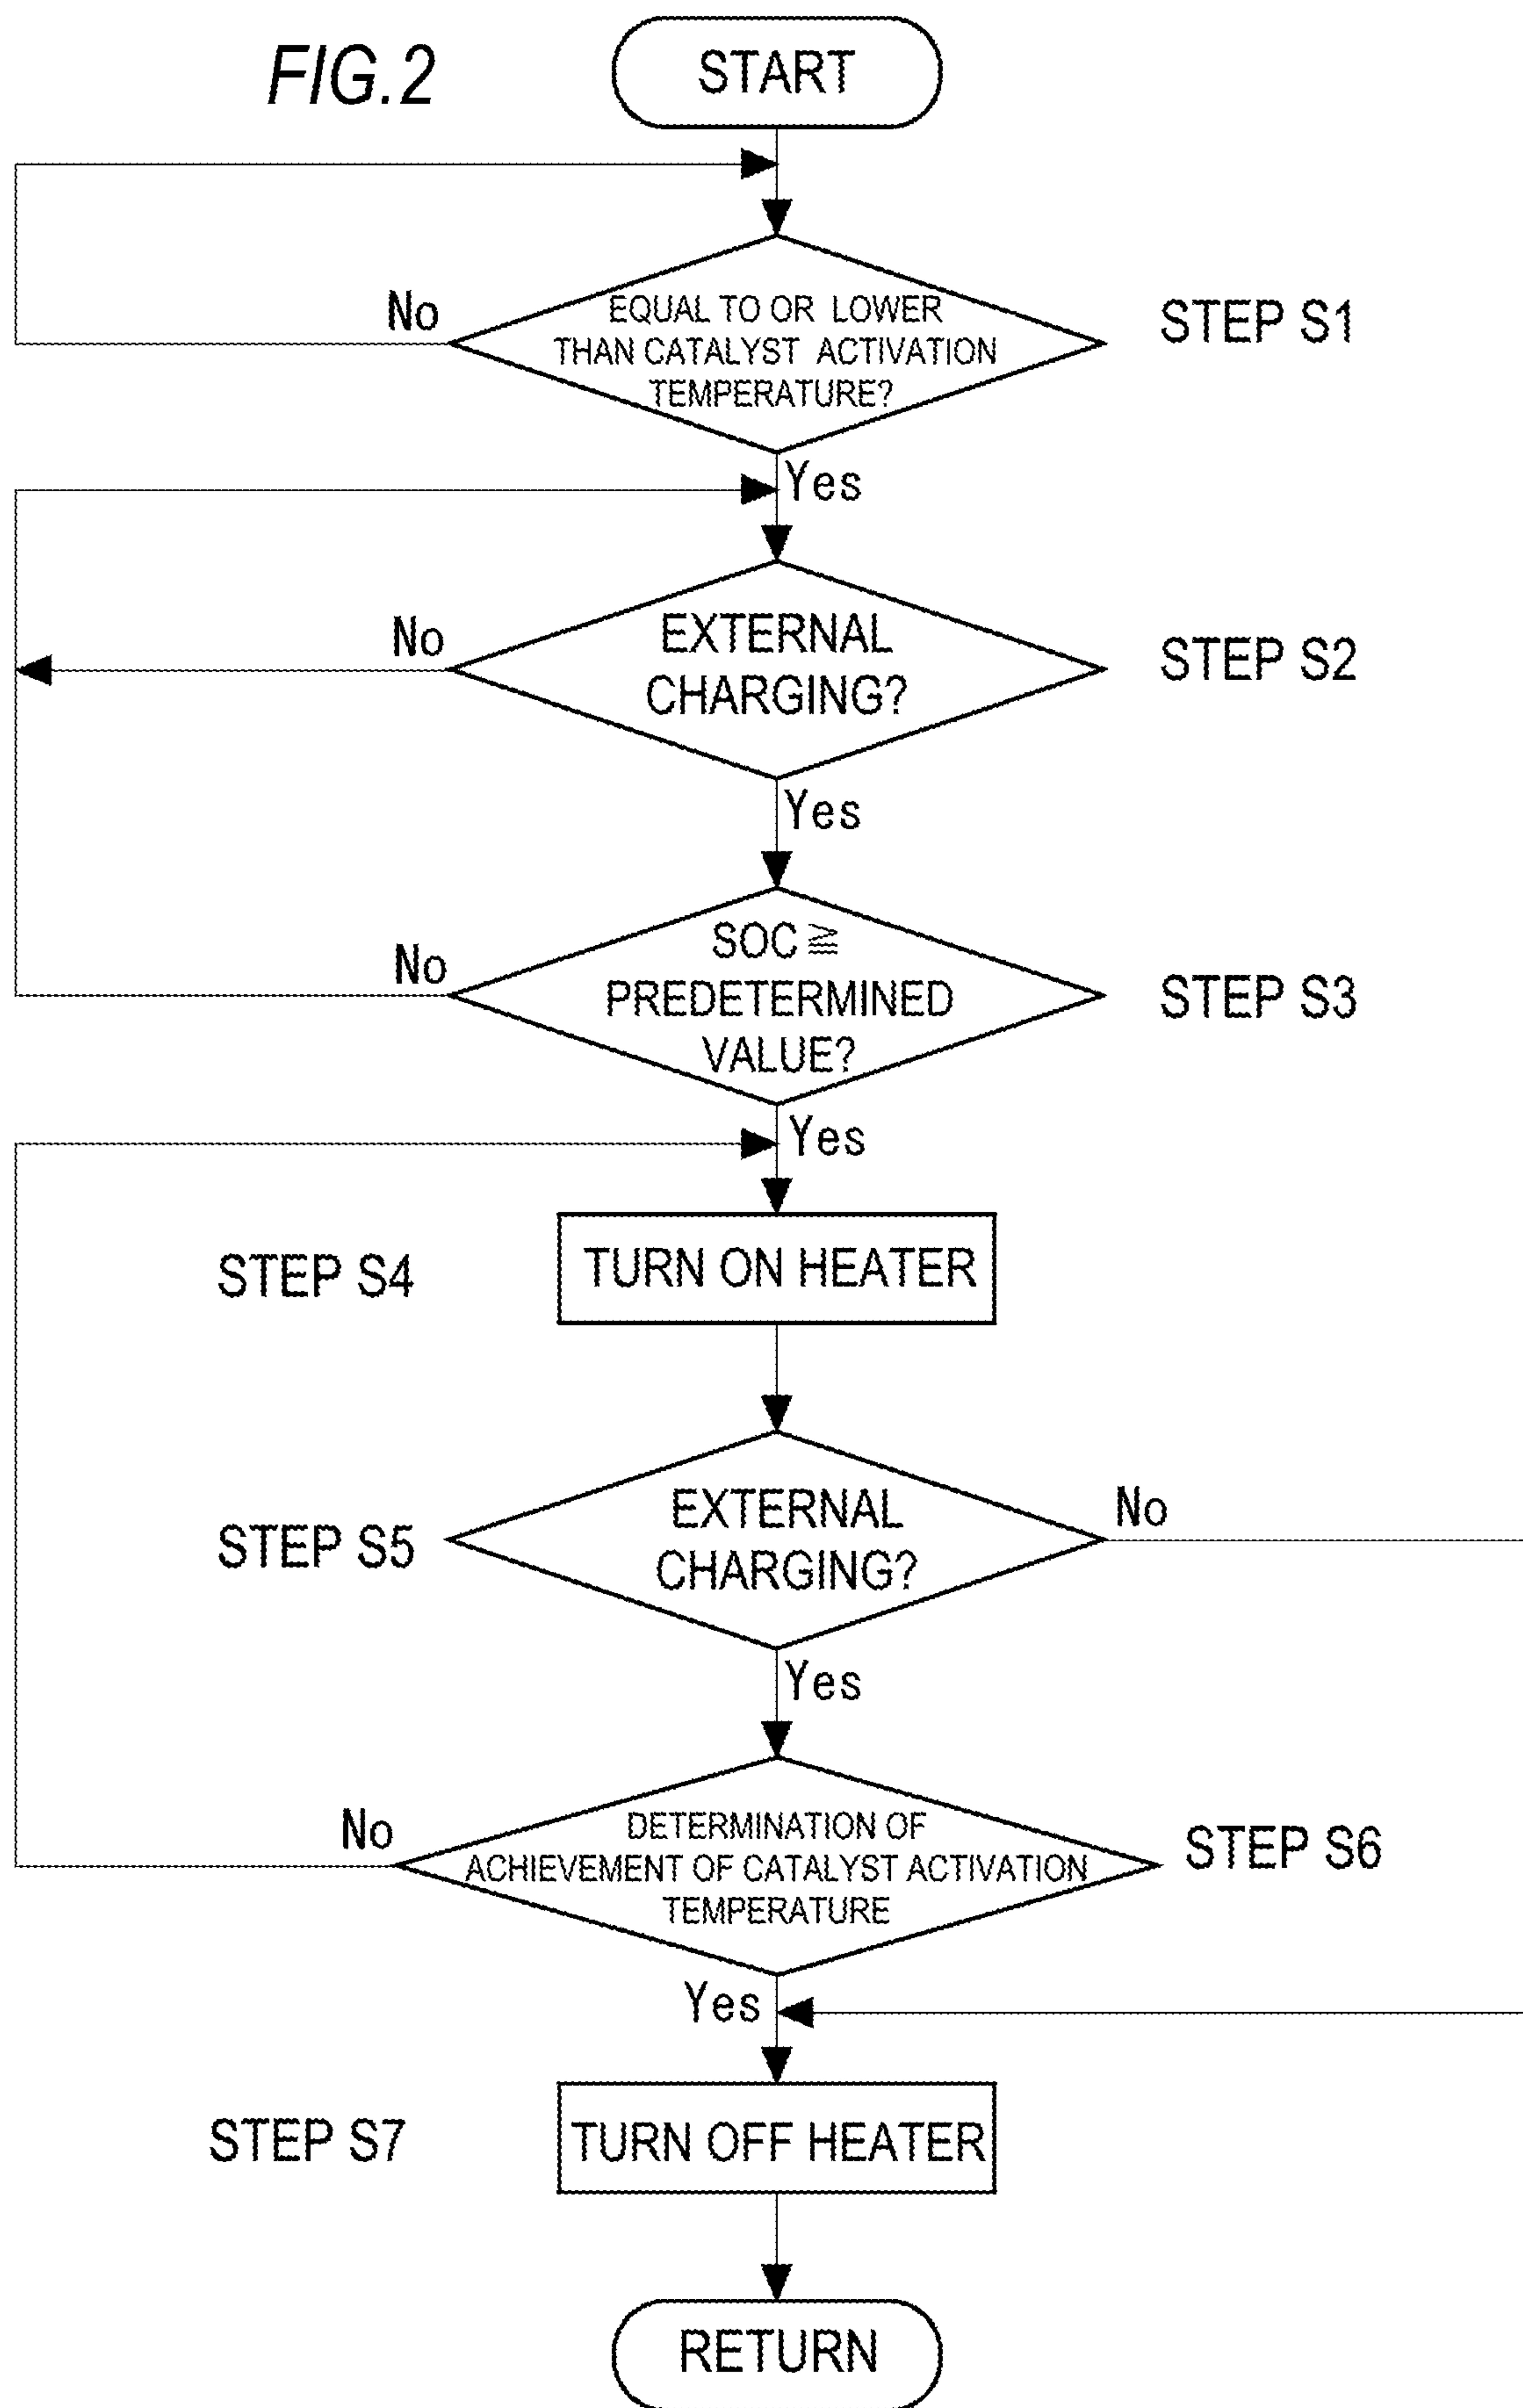 FIG.2
START
No
EQUAL TO OR LOWER
THAN CATALYST ACTIVATION
TEMPERATURE?
STEP S1
Yes
No
EXTERNAL
CHARGING?
STEP S2
Yes
No
SOC ≧
PREDETERMINED
VALUE?
STEP S3
Yes
STEP S4
TURN ON HEATER
STEP S5
EXTERNAL
CHARGING?
No
Yes
No
DETERMINATION OF
ACHIEVEMENT OF CATALYST ACTIVATION
TEMPERATURE
STEP S6
Yes
STEP S7
TURN OFF HEATER
RETURN